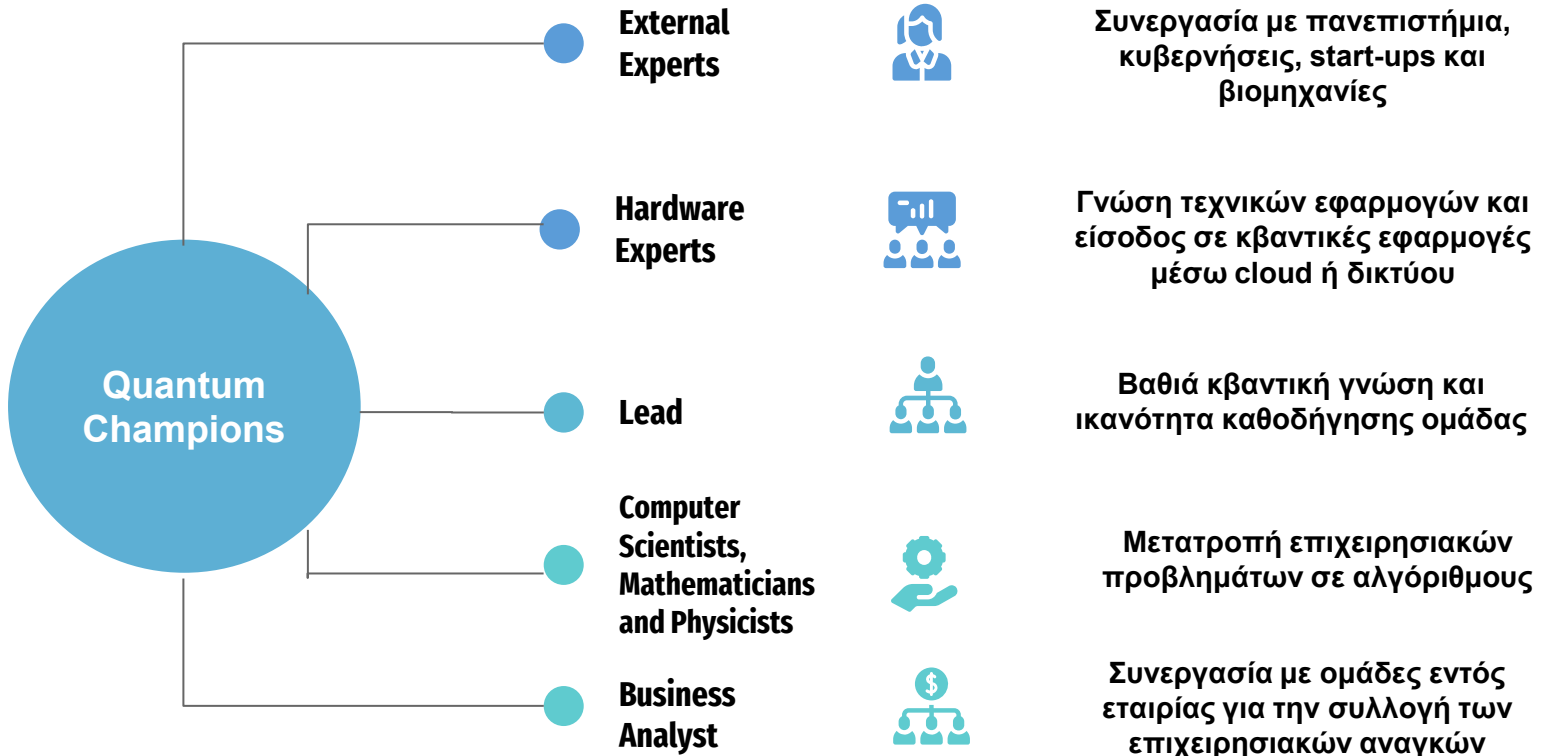 External
Experts
Συνεργασία με πανεπιστήμια,
κυβερνήσεις, start-ups και
βιομηχανίες
Hardware
Experts
Γνώση τεχνικών εφαρμογών και
είσοδος σε κβαντικές εφαρμογές
μέσω cloud ή δικτύου
Quantum
Champions
Lead
Βαθιά κβαντική γνώση και
ικανότητα καθοδήγησης ομάδας
Computer
Scientists,
Mathematicians
and Physicists
Μετατροπή επιχειρησιακών
προβλημάτων σε αλγόριθμους
Business
Analyst
$
Συνεργασία με ομάδες εντός
εταιρίας για την συλλογή των
επιχειρησιακών αναγκών